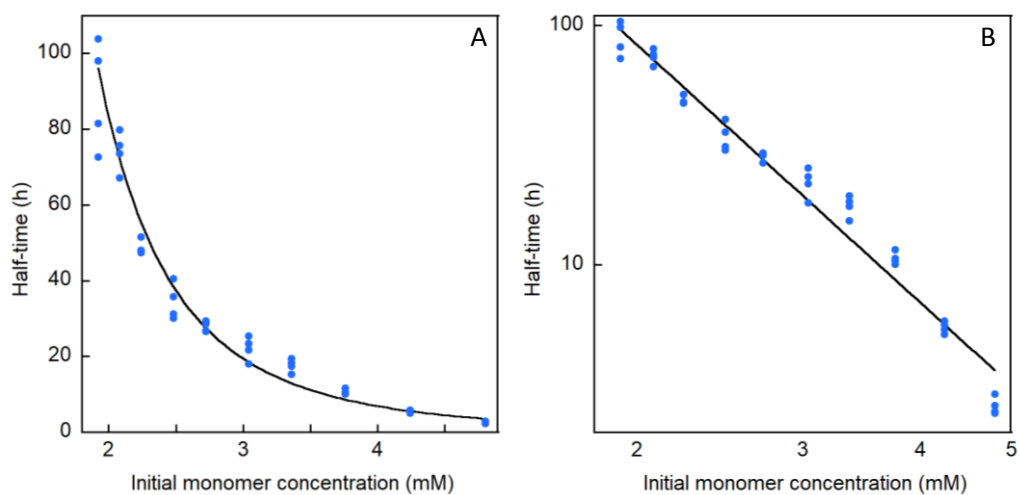 A
100
80
60
40
20
0
Half-time (h)
2 3 4
Initial monomer concentration (mM)
B
100
10
Half-time (h)
2 3 4 5
Initial monomer concentration (mM)